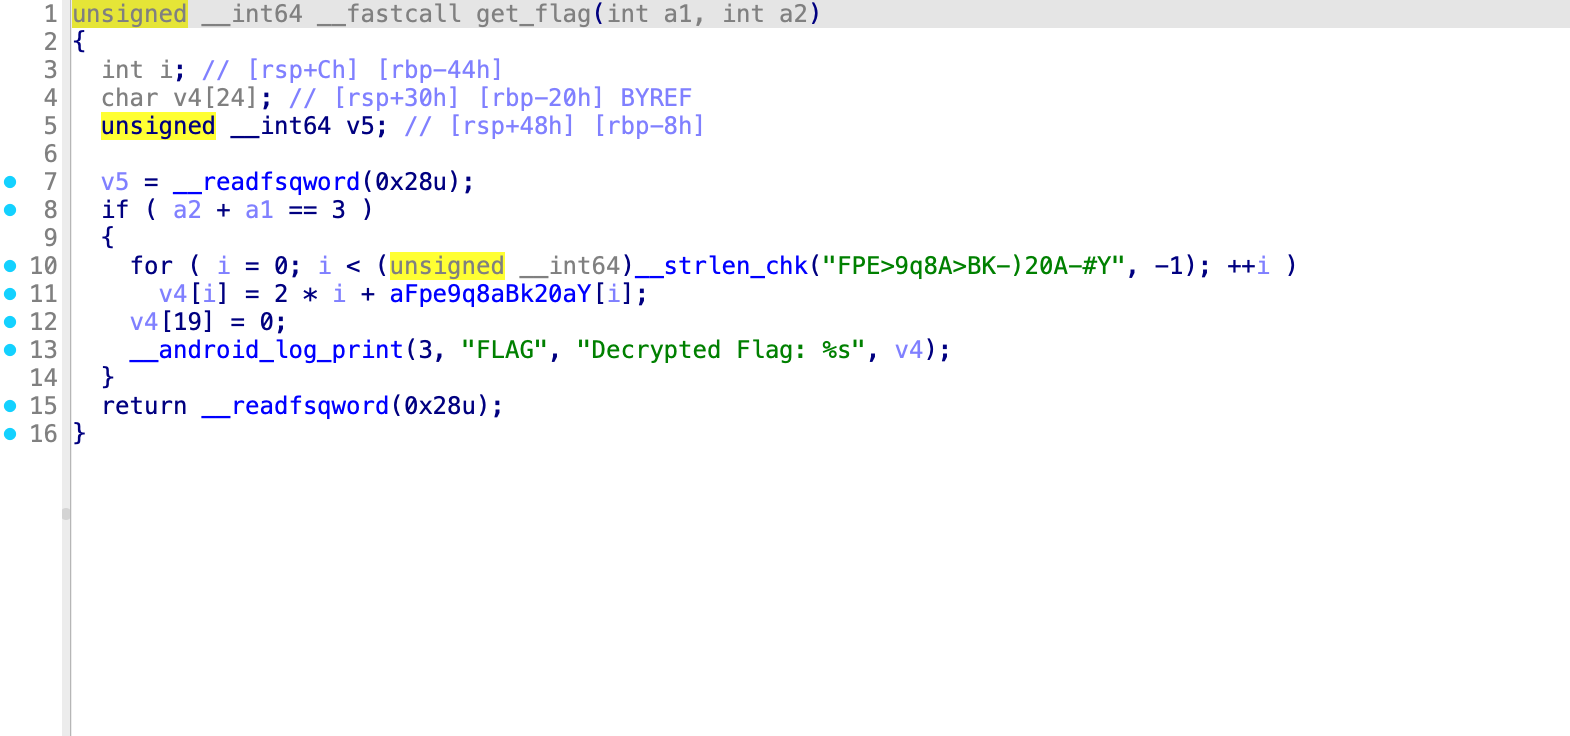 1 unsigned __int64 __fastcall get_flag(int a1, int a2)
2 {
3   int i; // [rsp+Ch] [rbp-44h]
4   char v4[24]; // [rsp+30h] [rbp-20h] BYREF
5   unsigned __int64 v5; // [rsp+48h] [rbp-8h]
6
7   v5 = __readfsqword(0x28u);
8   if ( a2 + a1 == 3 )
9   {
10     for ( i = 0; i < (unsigned __int64)__strlen_chk("FPE>9q8A>BK-)20A-#Y", -1); ++i )
11       v4[i] = 2 * i + aFpe9q8aBk20aY[i];
12     v4[19] = 0;
13     __android_log_print(3, "FLAG", "Decrypted Flag: %s", v4);
14   }
15   return __readfsqword(0x28u);
16 }